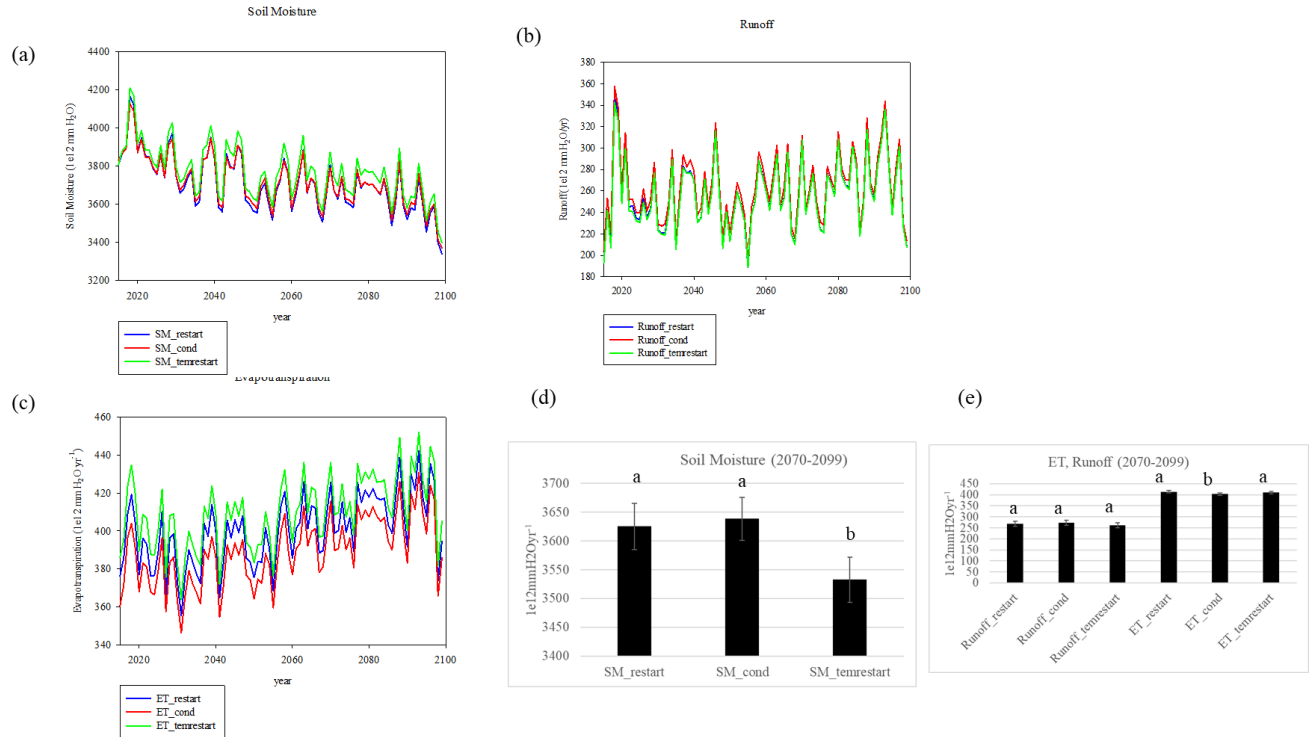 Soil Moisture
(a)
Soil Moisture (1e12 mm H2O)
4400
4200
4000
3800
3600
3400
3200
2020 2040 2060 2080 2100
year
SM_restart
SM_cond
SM_temrestart
(b)
Runoff
Runoff (1e12 mm H2O/yr)
360
340
320
300
280
260
240
220
200
180
2020 2040 2060 2080 2100
year
Runoff_restart
Runoff_cond
Runoff_temrestart
Evapotranspiration
(c)
Evapotranspiration (1e12 mm H2O yr-1)
460
440
420
400
380
360
340
2020 2040 2060 2080 2100
year
ET_restart
ET_cond
ET_temrestart
(d)
Soil Moisture (2070-2099)
1e12mmH2Oyr-1
3700
3650
3600
3550
3500
3450
3400
a a b
SM_restart SM_cond SM_temrestart
(e)
ET, Runoff (2070-2099)
1e12mmH2Oyr-1
450
400
350
300
250
200
150
100
50
0
a a a a b a
Runoff_restart
Runoff_cond
Runoff_temrestart
ET_restart
ET_cond
ET_temrestart